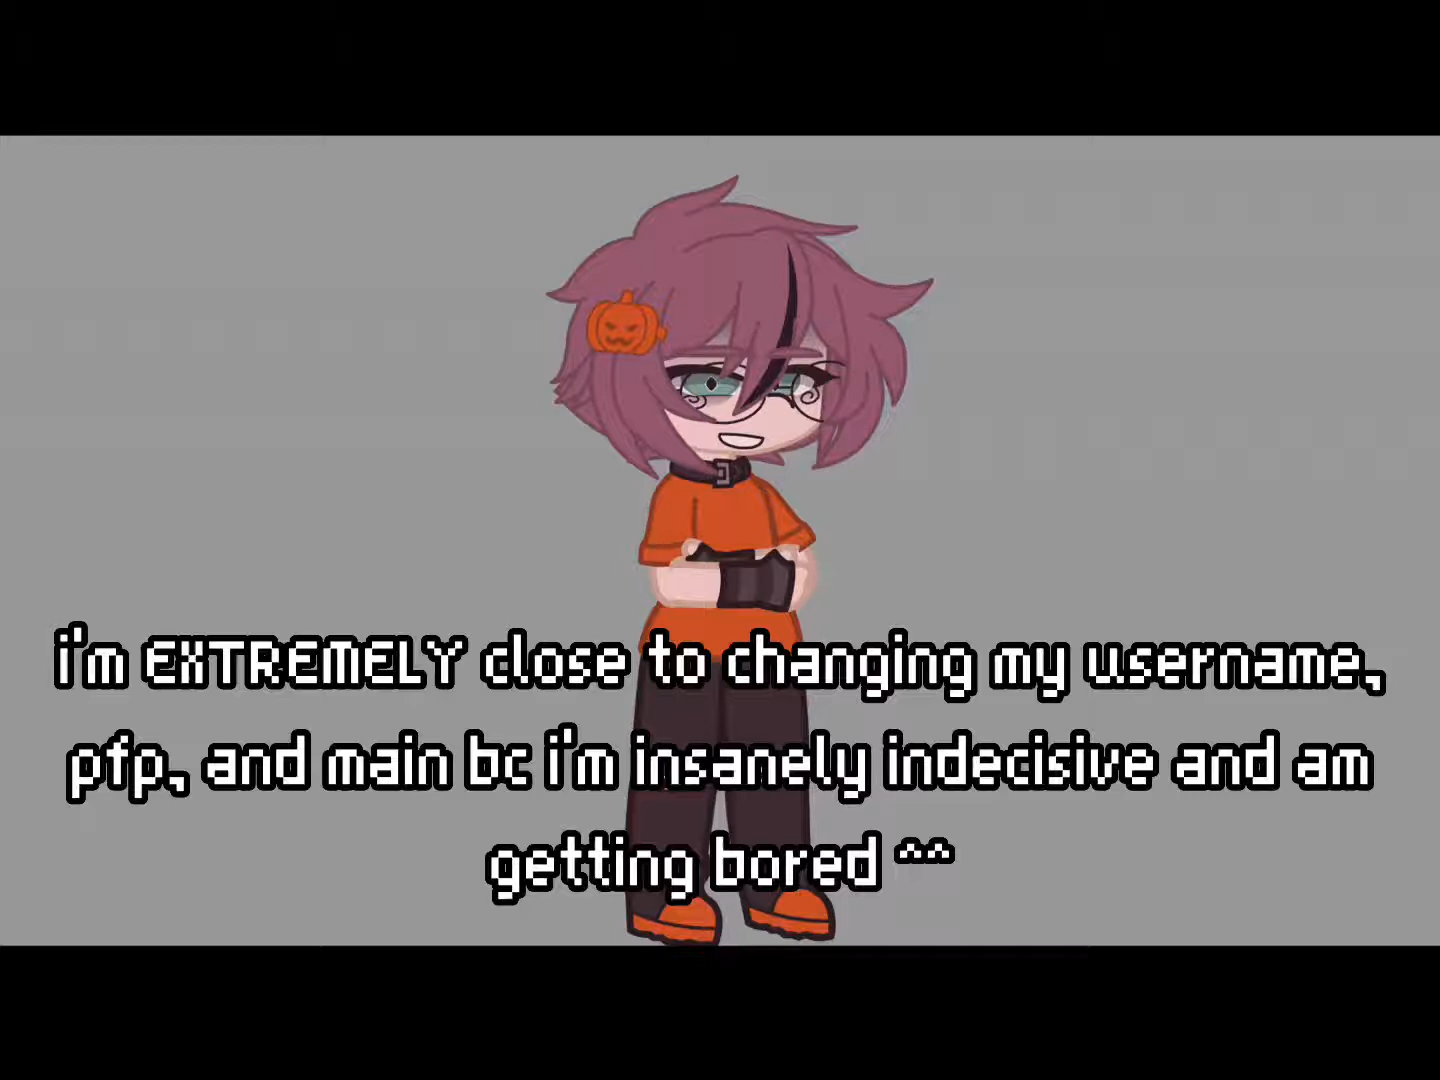 i'm EXTREMELY close to changing my username,
pfp, and main bc i'm insanely indecisive and am
getting bored ^^